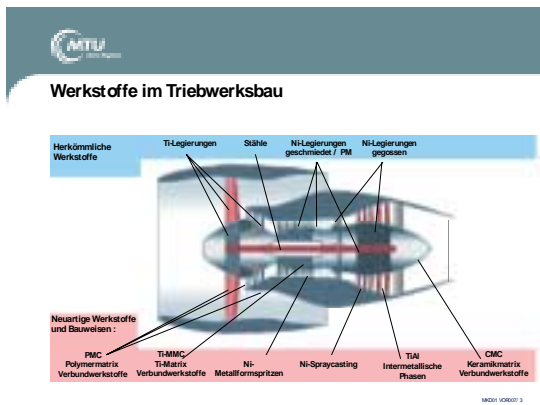 MTU
Werkstoffe im Triebwerksbau
Herkömmliche
Werkstoffe
Ti-Legierungen
Stähle
Ni-Legierungen
geschmiedet / PM
Ni-Legierungen
gegossen
Neuartige Werkstoffe
und Bauweisen :
PMC
Polymermatrix
Verbundwerkstoffe
Ti-MMC
Ti-Matrix
Verbundwerkstoffe
Ni-
Metallformspritzen
Ni-Spraycasting
TiAl
Intermetallische
Phasen
CMC
Keramikmatrix
Verbundwerkstoffe